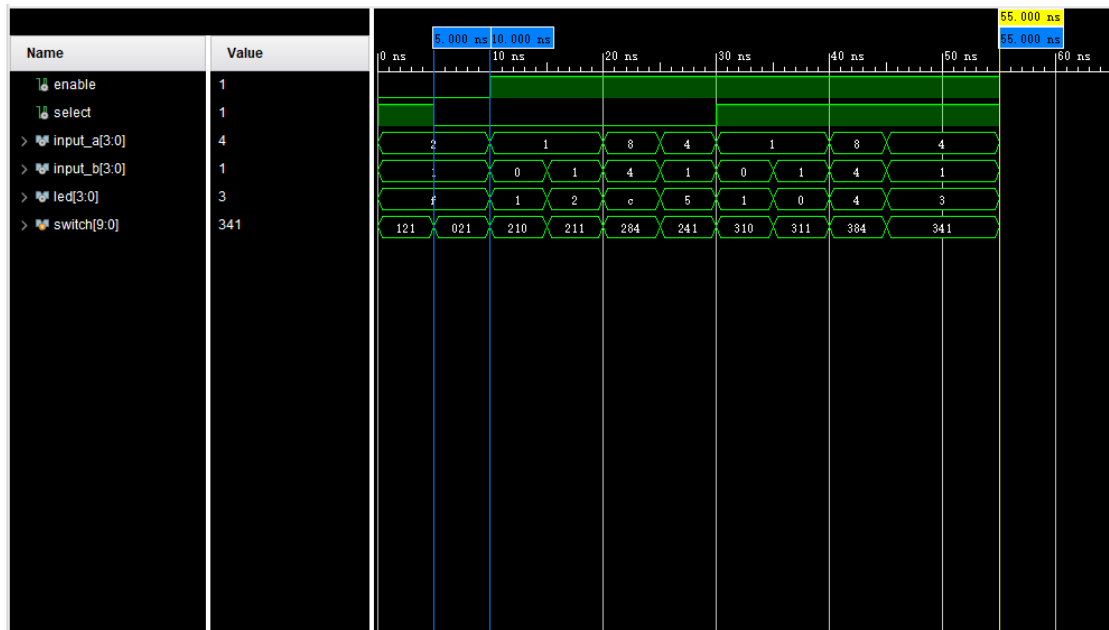 55.000 ns
5.000 ns 10.000 ns 55.000 ns
Name Value 0 ns 10 ns 20 ns 30 ns 40 ns 50 ns 60 ns
enable 1
select 1
input_a[3:0] 4 2 1 8 4 1 8 4
input_b[3:0] 1 1 0 1 4 1 0 1 4 1
led[3:0] 3 f 1 2 c 5 1 0 4 3
switch[9:0] 341 121 021 210 211 284 241 310 311 384 341